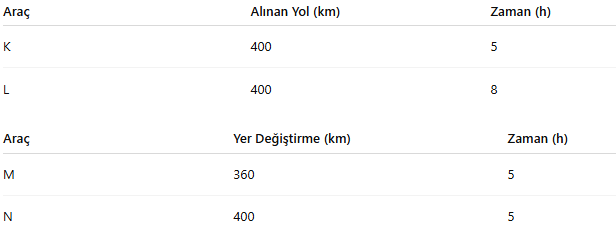 Araç Alınan Yol (km) Zaman (h)
K 400 5
L 400 8
Araç Yer Değiştirme (km) Zaman (h)
M 360 5
N 400 5